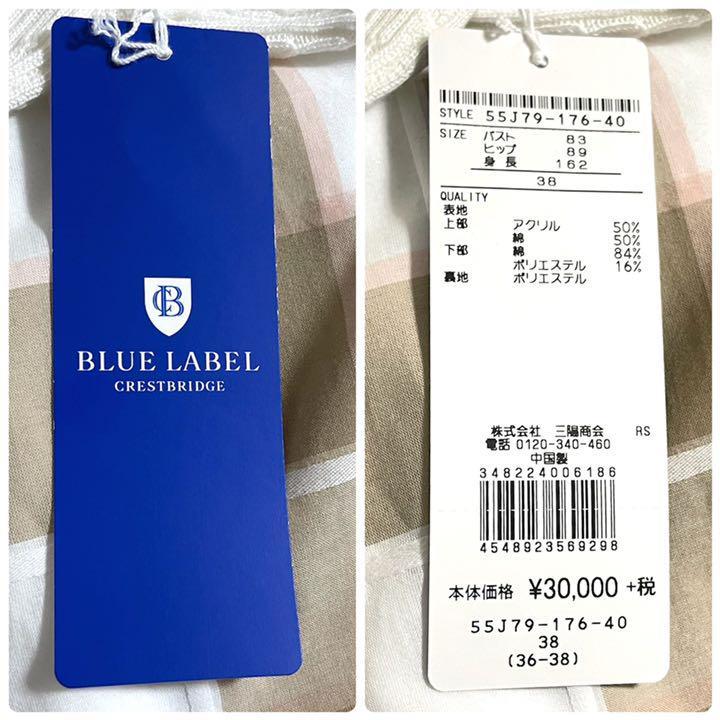 CB
BLUE LABEL
CRESTBRIDGE
STYLE 55J79-176-40
SIZE バスト 83
ヒップ 89
身長 162
38
QUALITY
表地
上部 アクリル 50%
綿 50%
下部 綿 84%
ポリエステル 16%
裏地 ポリエステル
株式会社 三陽商会 RS
電話 0120-340-460
中国製
348224006186
4548923569298
本体価格 ¥30,000 +税
55J79-176-40
38
(36-38)